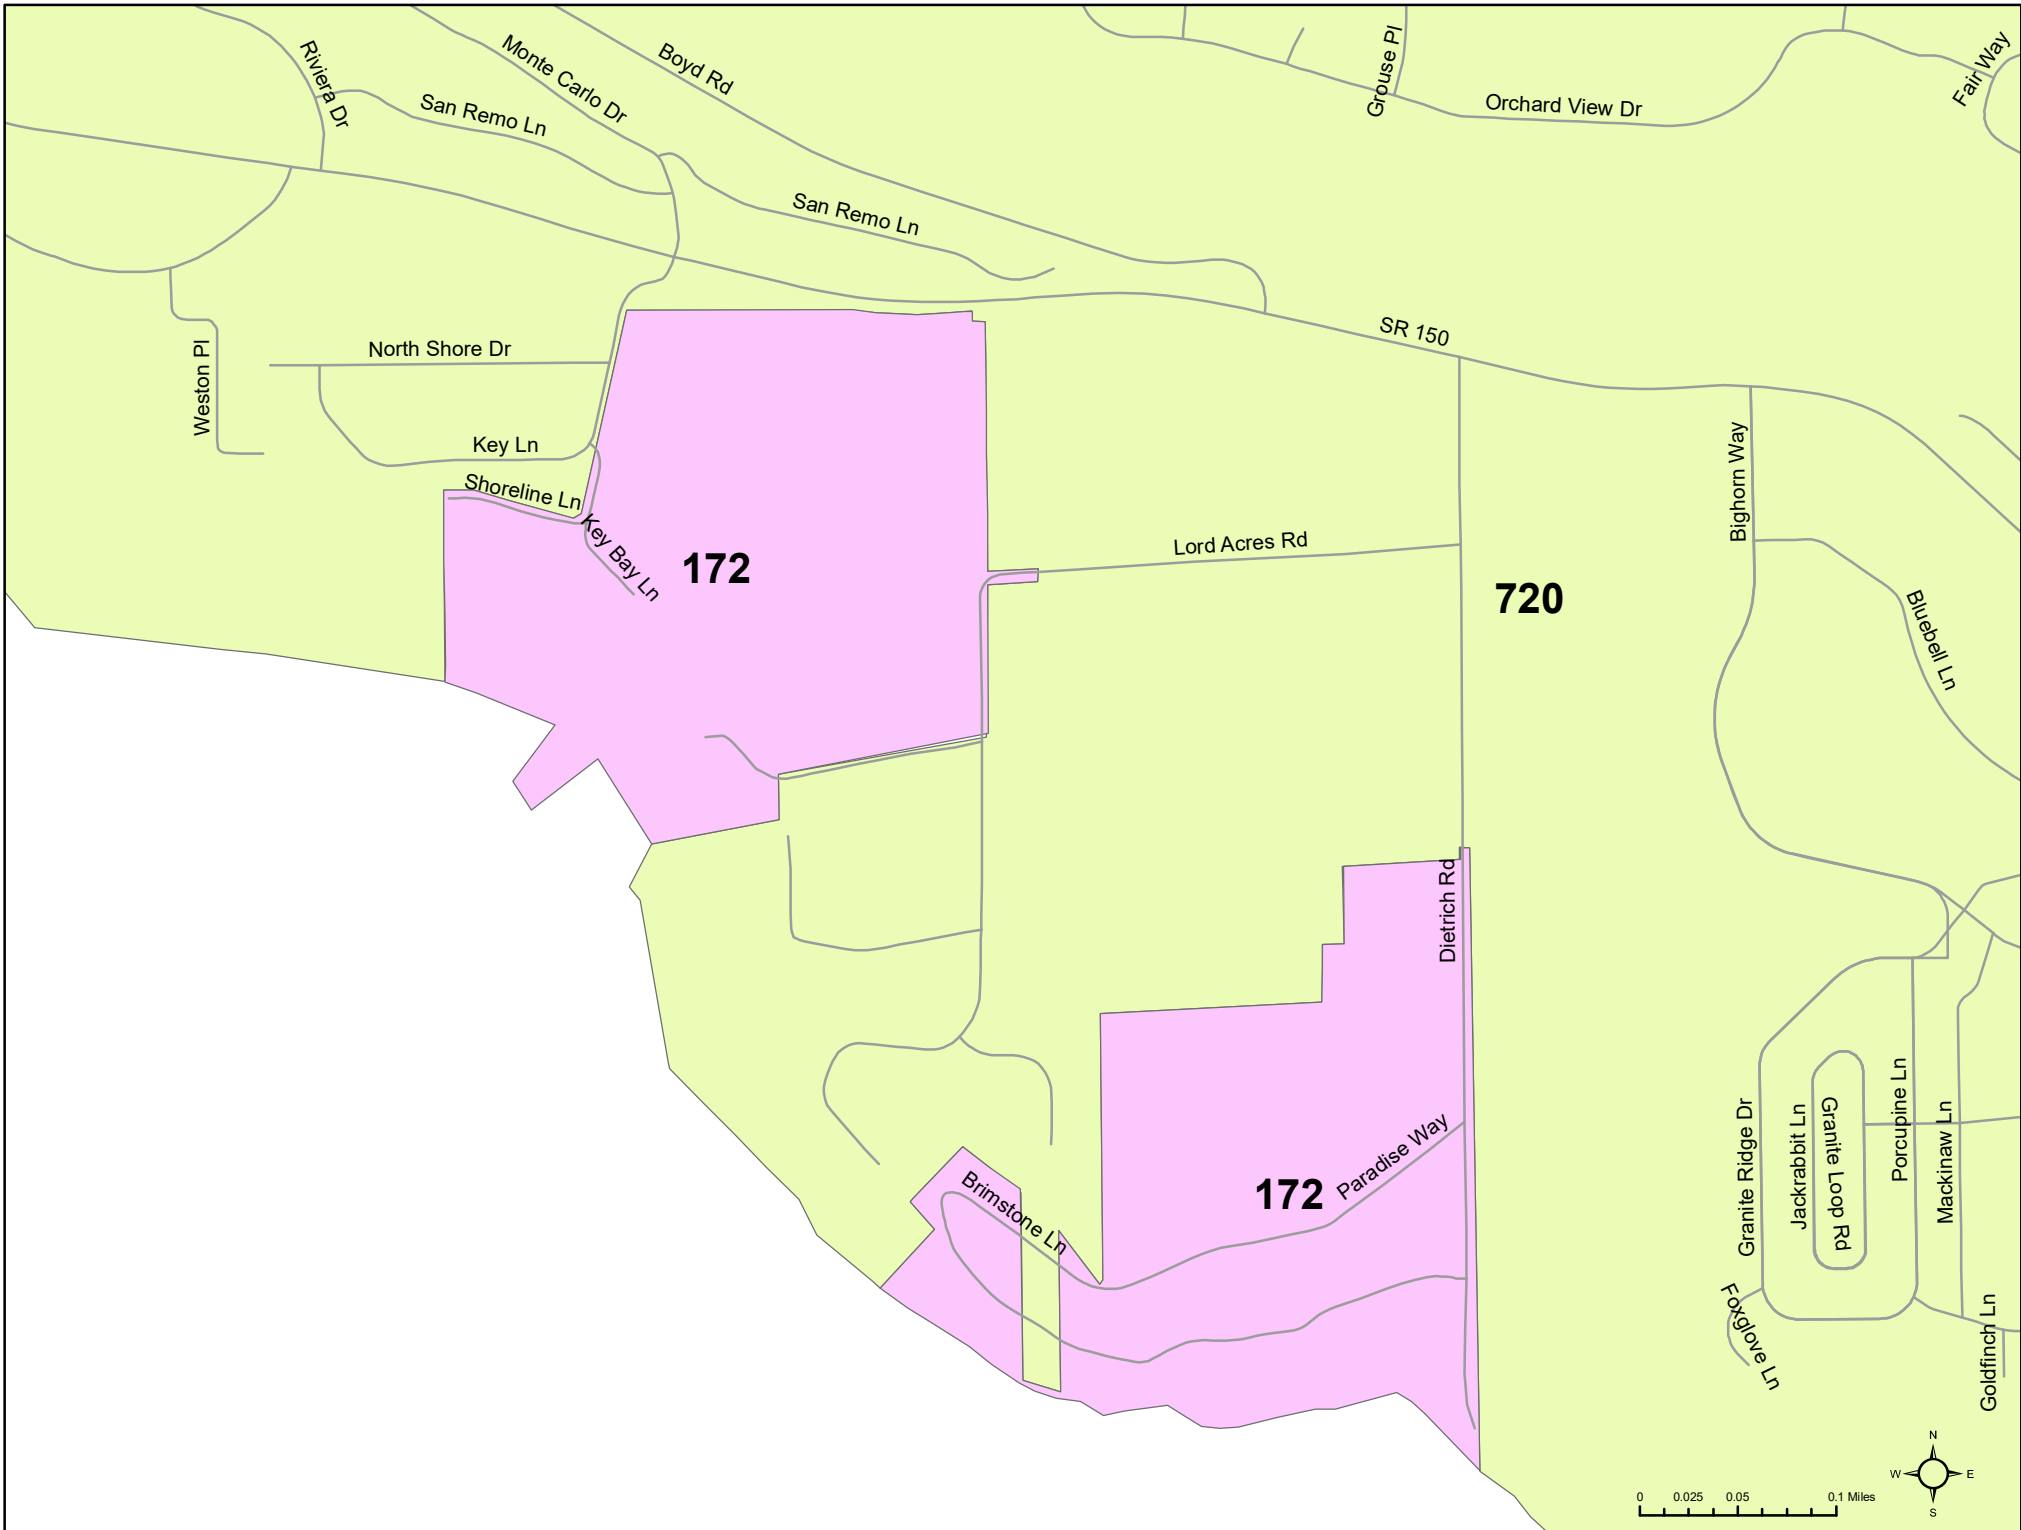 Riviera Dr
Monte Carlo Dr
Boyd Rd
Grouse Pl
Fair Way
San Remo Ln
Orchard View Dr
San Remo Ln
SR 150
North Shore Dr
Weston Pl
Key Ln
Bighorn Way
Shoreline Ln
Key Bay Ln
172
Lord Acres Rd
720
Bluebell Ln
Dietrich Rd
Paradise Way
172
Brimstone Ln
Granite Ridge Dr
Jackrabbit Ln
Granite Loop Rd
Porcupine Ln
Mackinaw Ln
Foxglove Ln
Goldfinch Ln
N
W E
S
0 0.025 0.05 0.1 Miles